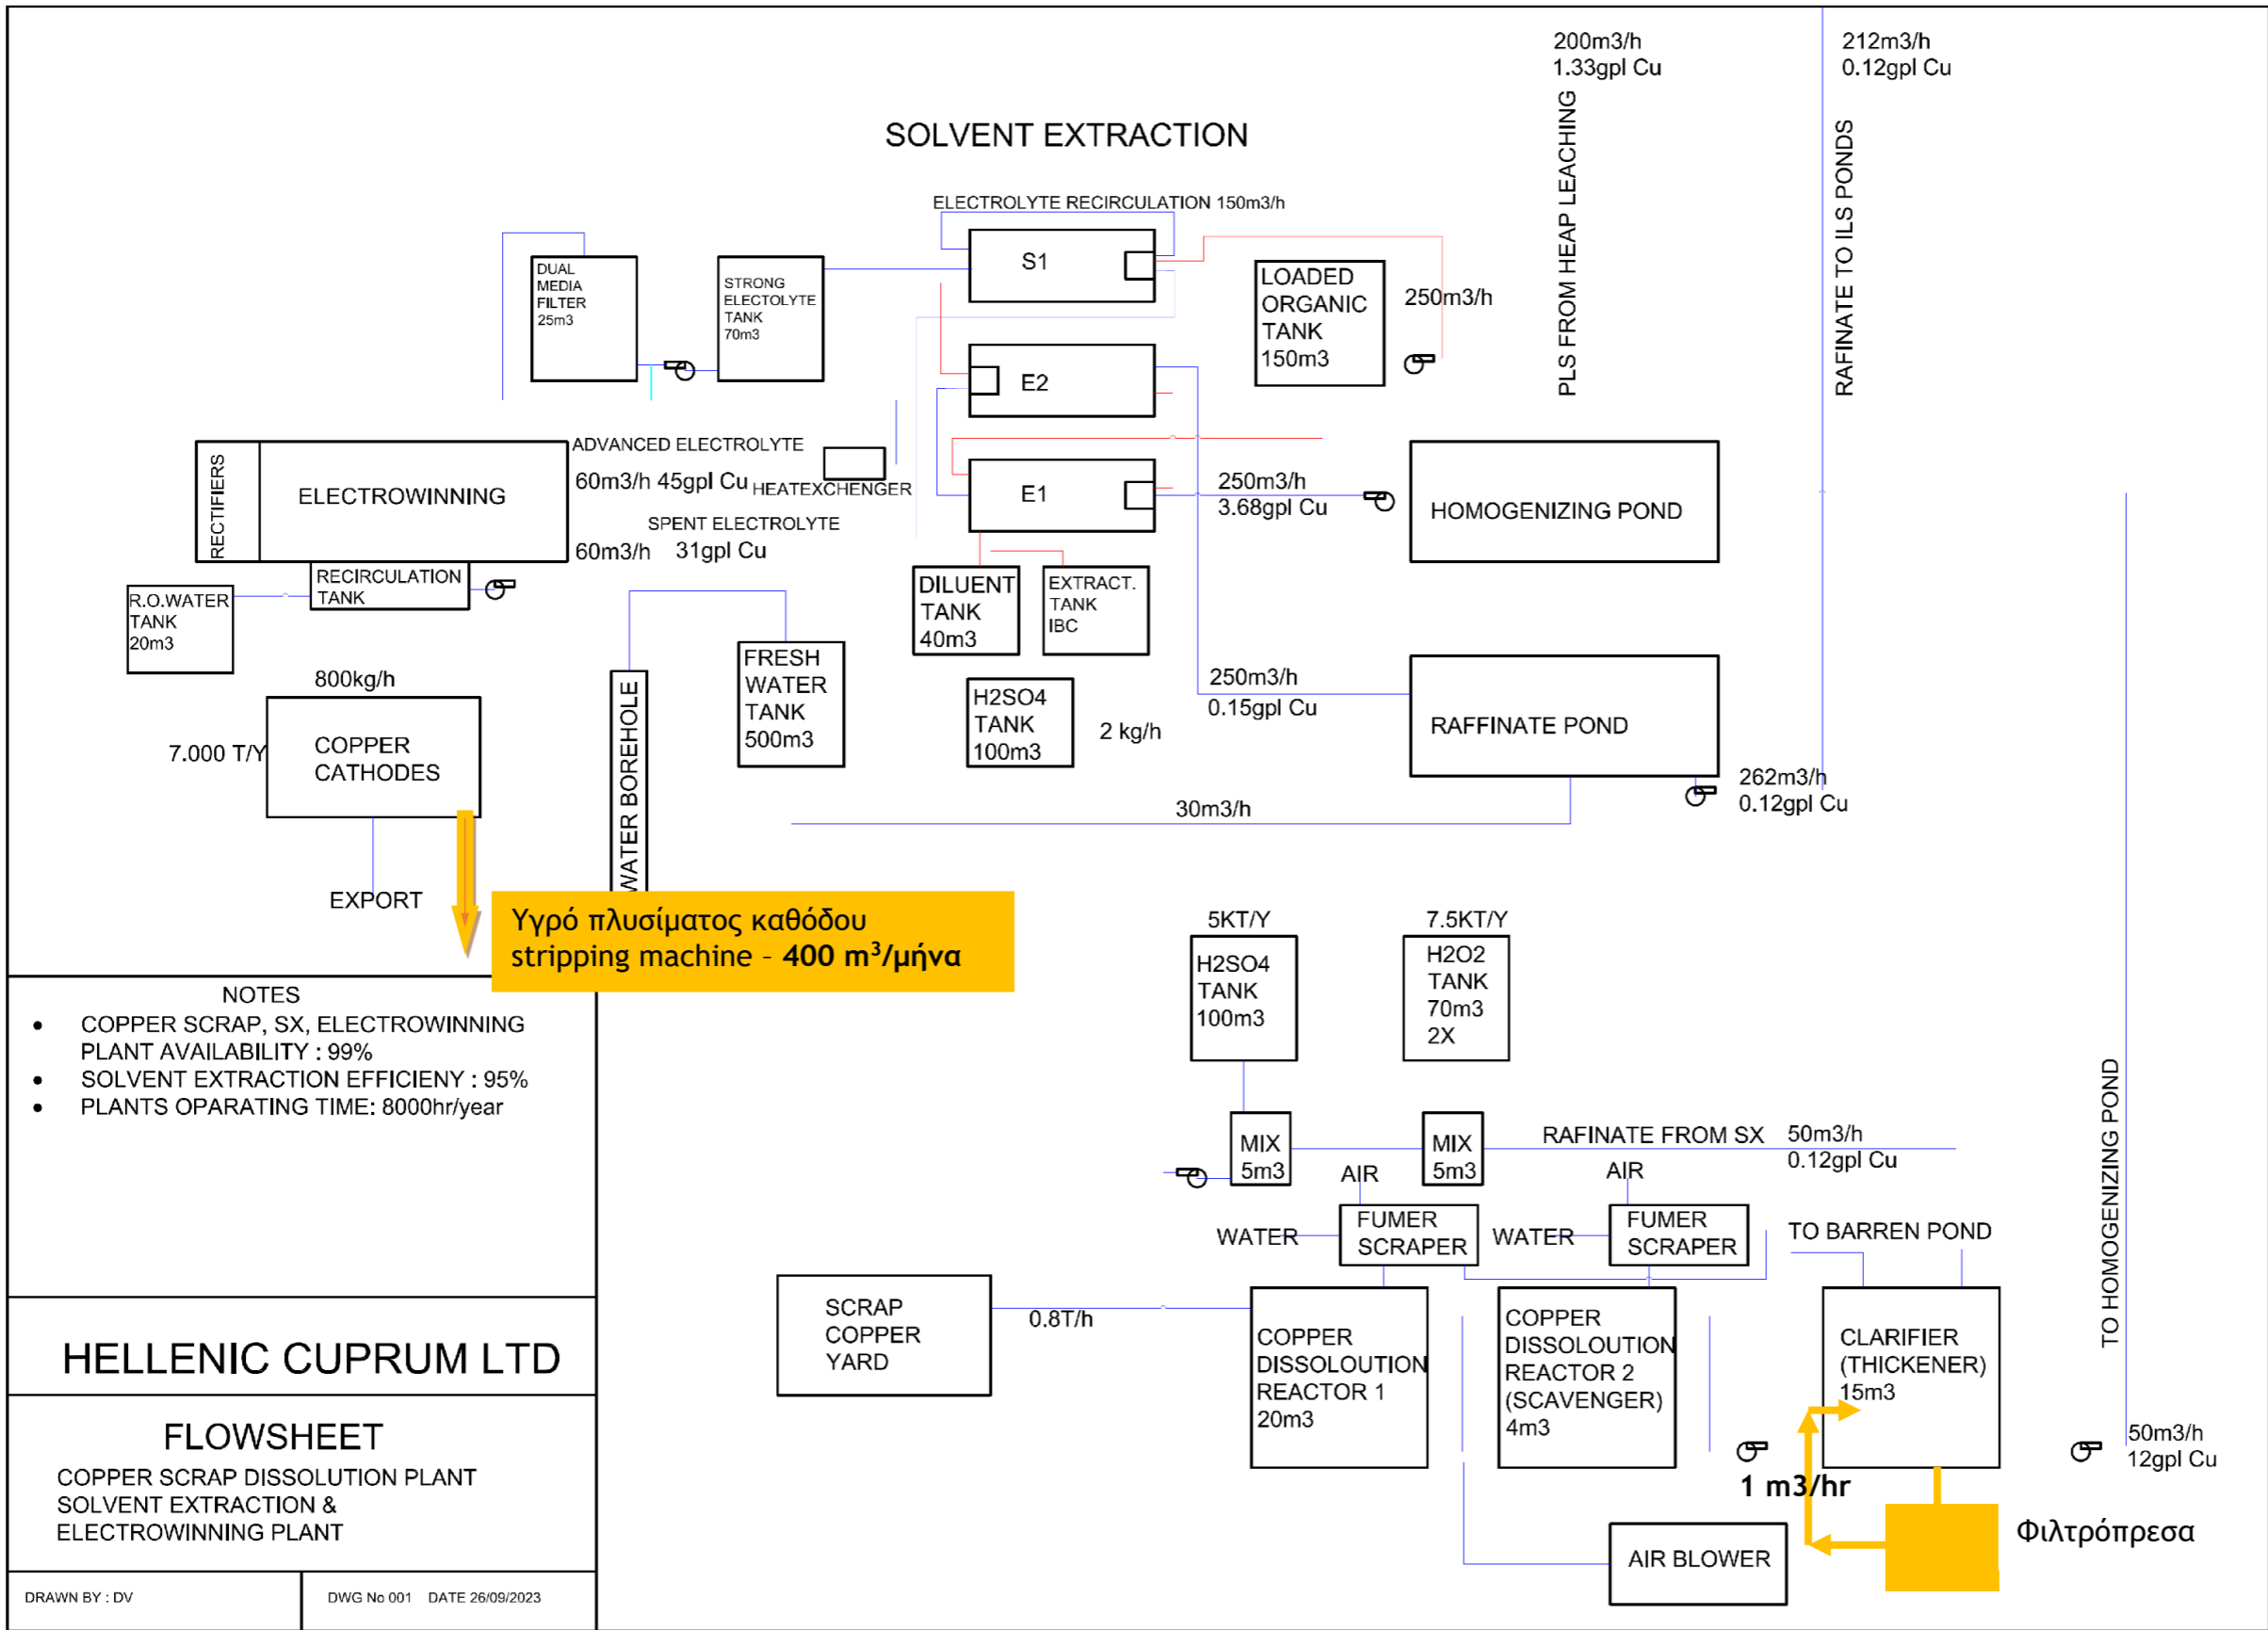 200m3/h
1.33gpl Cu
212m3/h
0.12gpl Cu
SOLVENT EXTRACTION
PLS FROM HEAP LEACHING
RAFINATE TO ILS PONDS
ELECTROLYTE RECIRCULATION 150m3/h
DUAL
MEDIA
FILTER
25m3
STRONG
ELECTOLYTE
TANK
70m3
S1
LOADED
ORGANIC
TANK
150m3
250m3/h
E2
RECTIFIERS
ELECTROWINNING
ADVANCED ELECTROLYTE
60m3/h 45gpl Cu
HEATEXCHENGER
SPENT ELECTROLYTE
60m3/h 31gpl Cu
E1
250m3/h
3.68gpl Cu
HOMOGENIZING POND
RECIRCULATION
TANK
R.O.WATER
TANK
20m3
DILUENT
TANK
40m3
EXTRACT.
TANK
IBC
800kg/h
7.000 T/Y
COPPER
CATHODES
WATER BOREHOLE
FRESH
WATER
TANK
500m3
H2SO4
TANK
100m3
2 kg/h
250m3/h
0.15gpl Cu
RAFFINATE POND
262m3/h
0.12gpl Cu
30m3/h
EXPORT
Υγρό πλυσίματος καθόδου
stripping machine - 400 m³/μήνα
5KT/Y
H2SO4
TANK
100m3
7.5KT/Y
H2O2
TANK
70m3
2X
NOTES
• COPPER SCRAP, SX, ELECTROWINNING
PLANT AVAILABILITY : 99%
• SOLVENT EXTRACTION EFFICIENY : 95%
• PLANTS OPARATING TIME: 8000hr/year
MIX
5m3
MIX
5m3
RAFINATE FROM SX 50m3/h
0.12gpl Cu
AIR
AIR
WATER
FUMER
SCRAPER
WATER
FUMER
SCRAPER
TO BARREN POND
TO HOMOGENIZING POND
SCRAP
COPPER
YARD
0.8T/h
COPPER
DISSOLOUTION
REACTOR 1
20m3
COPPER
DISSOLOUTION
REACTOR 2
(SCAVENGER)
4m3
CLARIFIER
(THICKENER)
15m3
50m3/h
12gpl Cu
1 m3/hr
Φιλτρόπρεσα
AIR BLOWER
HELLENIC CUPRUM LTD
FLOWSHEET
COPPER SCRAP DISSOLUTION PLANT
SOLVENT EXTRACTION &
ELECTROWINNING PLANT
DRAWN BY : DV
DWG No 001 DATE 26/09/2023